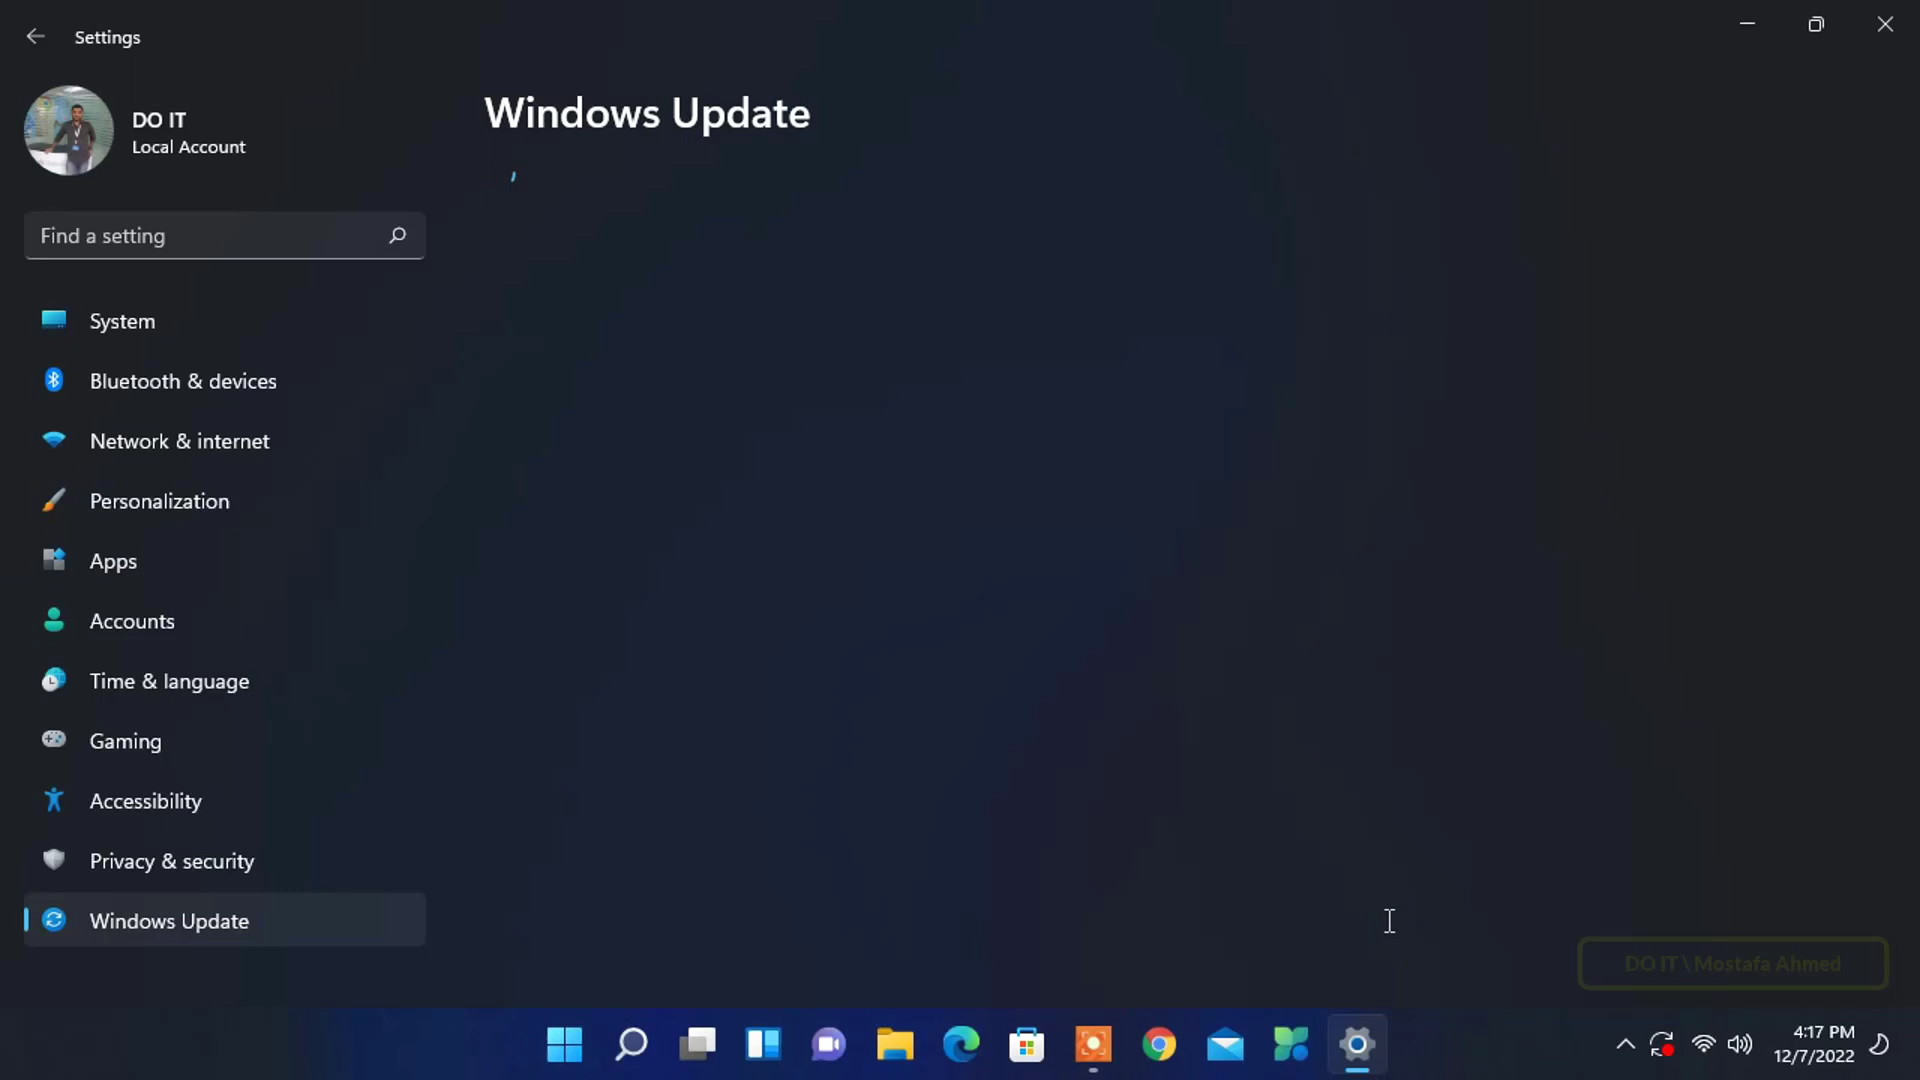 Settings
DO IT
Local Account
Find a setting
System
Bluetooth & devices
Network & internet
Personalization
Apps
Accounts
Time & language
Gaming
Accessibility
Privacy & security
Windows Update
Windows Update
DO IT \ Mostafa Ahmed
4:17 PM
12/7/2022